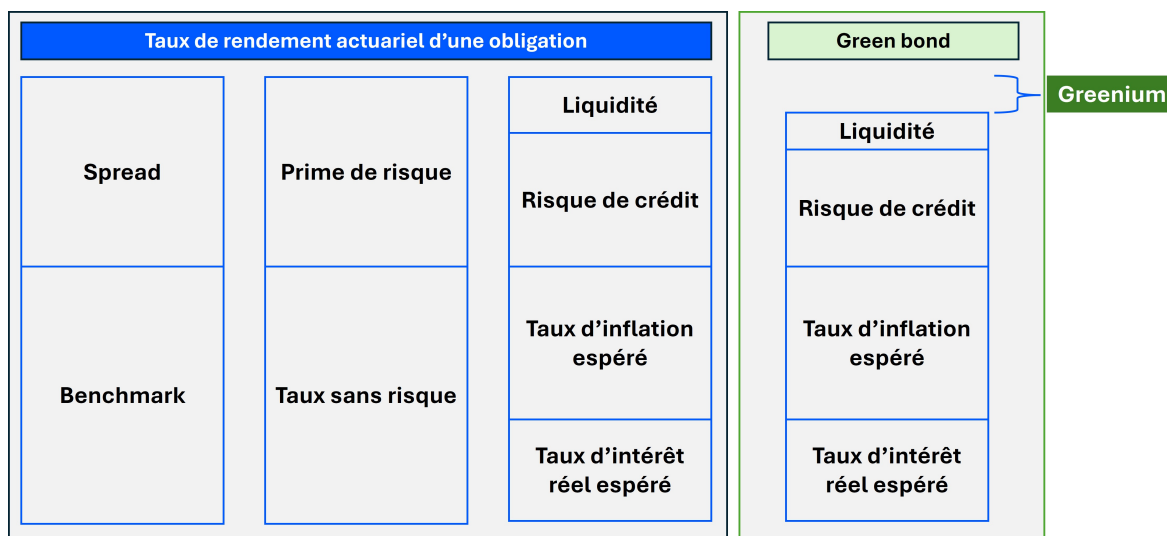 Taux de rendement actuariel d’une obligation
Green bond
Greenium
Spread
Prime de risque
Liquidité
Risque de crédit
Liquidité
Risque de crédit
Benchmark
Taux sans risque
Taux d’inflation
espéré
Taux d’intérêt
réel espéré
Taux d’inflation
espéré
Taux d’intérêt
réel espéré